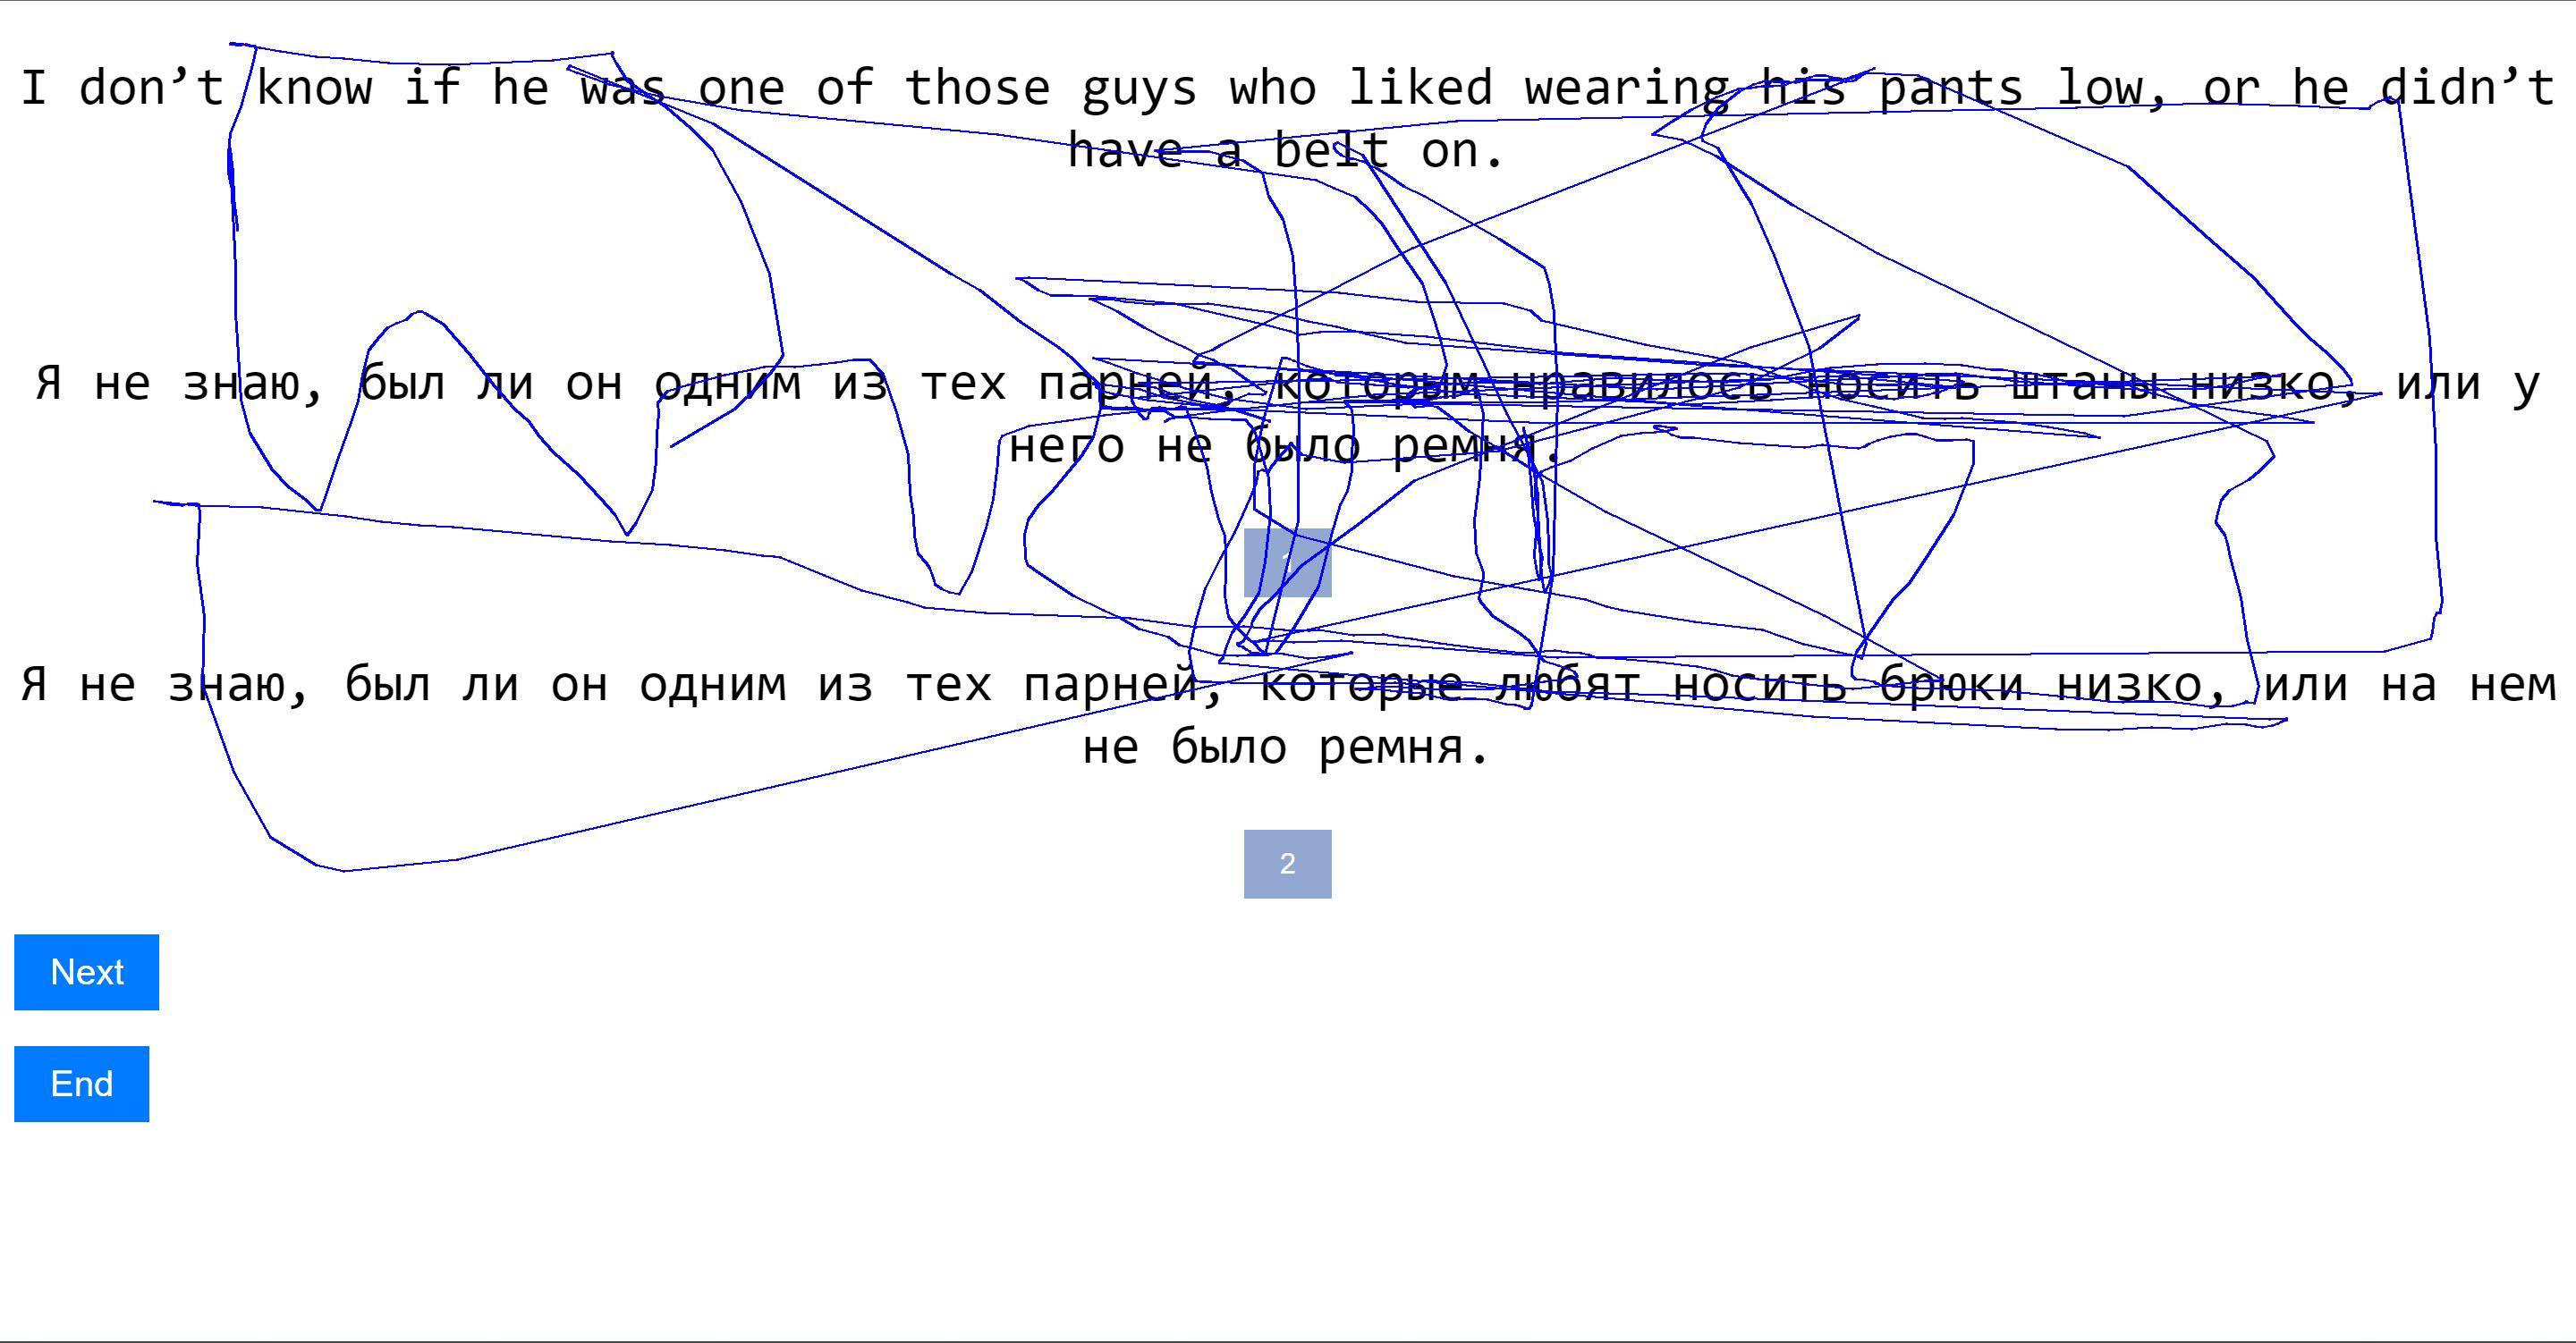 I don’t know if he was one of those guys who liked wearing his pants low, or he didn’t
have a belt on.
Я не знаю, был ли он одним из тех парней, которым нравилось носить штаны низко, или у
него не было ремня.
1
Я не знаю, был ли он одним из тех парней, которые любят носить брюки низко, или на нем
не было ремня.
2
Next
End